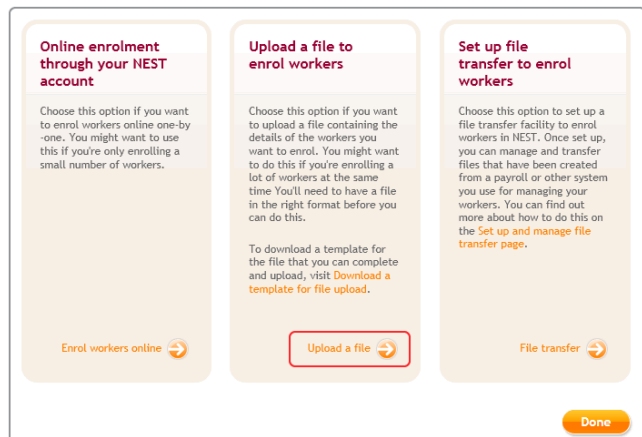 Online enrolment
through your NEST
account
Choose this option if you want
to enrol workers online one-by
-one. You might want to use
this if you're only enrolling a
small number of workers.
Enrol workers online
Upload a file to
enrol workers
Choose this option if you want
to upload a file containing the
details of the workers you
want to enrol. You might want
to do this if you're enrolling a
lot of workers at the same
time You'll need to have a file
in the right format before you
can do this.
To download a template for
the file that you can complete
and upload, visit Download a
template for file upload.
Upload a file
Set up file
transfer to enrol
workers
Choose this option to set up a
file transfer facility to enrol
workers in NEST. Once set up,
you can manage and transfer
files that have been created
from a payroll or other system
you use for managing your
workers. You can find out
more about how to do this on
the Set up and manage file
transfer page.
File transfer
Done